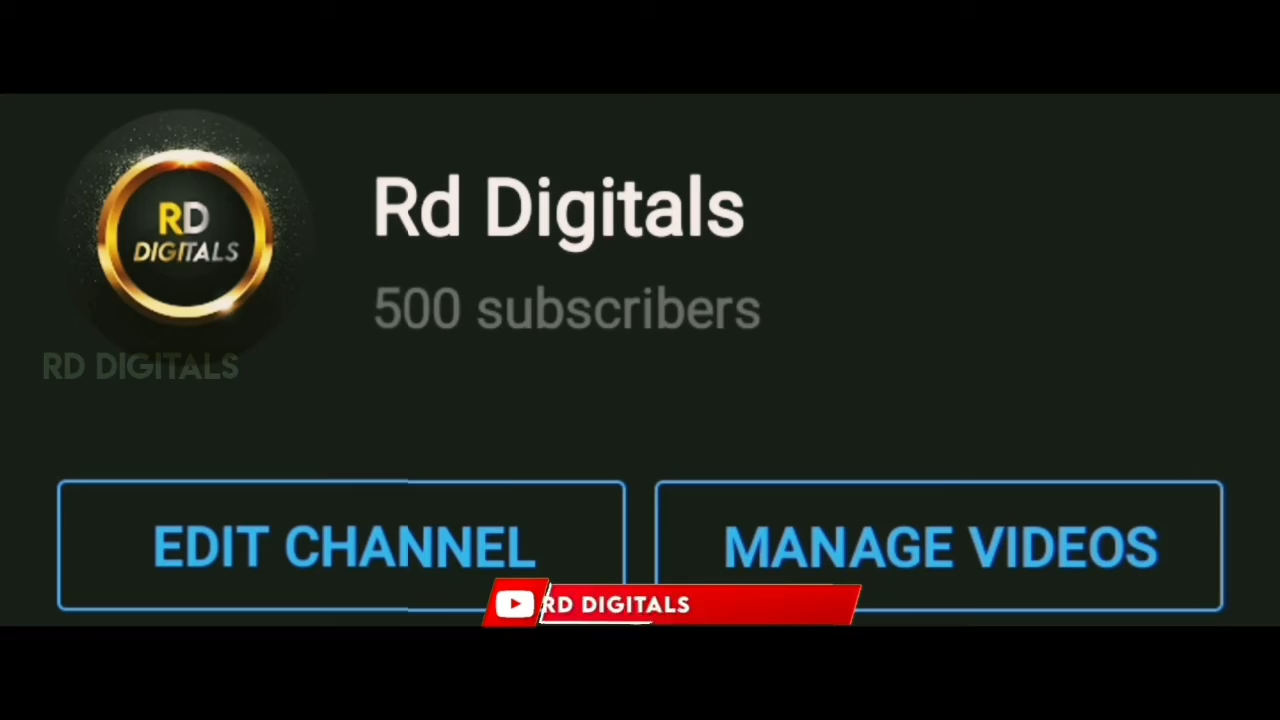 RD
DIGITALS
Rd Digitals
500 subscribers
RD DIGITALS
EDIT CHANNEL
MANAGE VIDEOS
RD DIGITALS